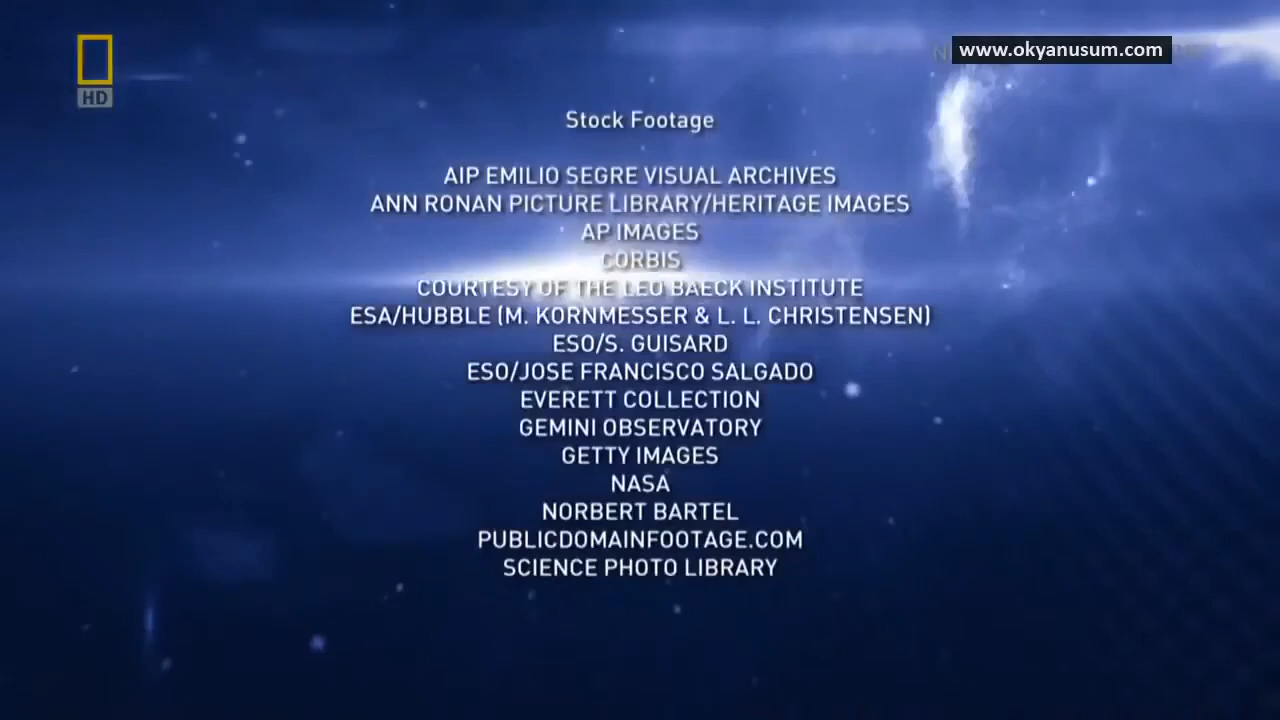 HD
www.okyanusum.com
Stock Footage
AIP EMILIO SEGRE VISUAL ARCHIVES
ANN RONAN PICTURE LIBRARY/HERITAGE IMAGES
AP IMAGES
CORBIS
COURTESY OF THE LEO BAECK INSTITUTE
ESA/HUBBLE (M. KORNMESSER & L. L. CHRISTENSEN)
ESO/S. GUISARD
ESO/JOSE FRANCISCO SALGADO
EVERETT COLLECTION
GEMINI OBSERVATORY
GETTY IMAGES
NASA
NORBERT BARTEL
PUBLICDOMAINFOOTAGE.COM
SCIENCE PHOTO LIBRARY